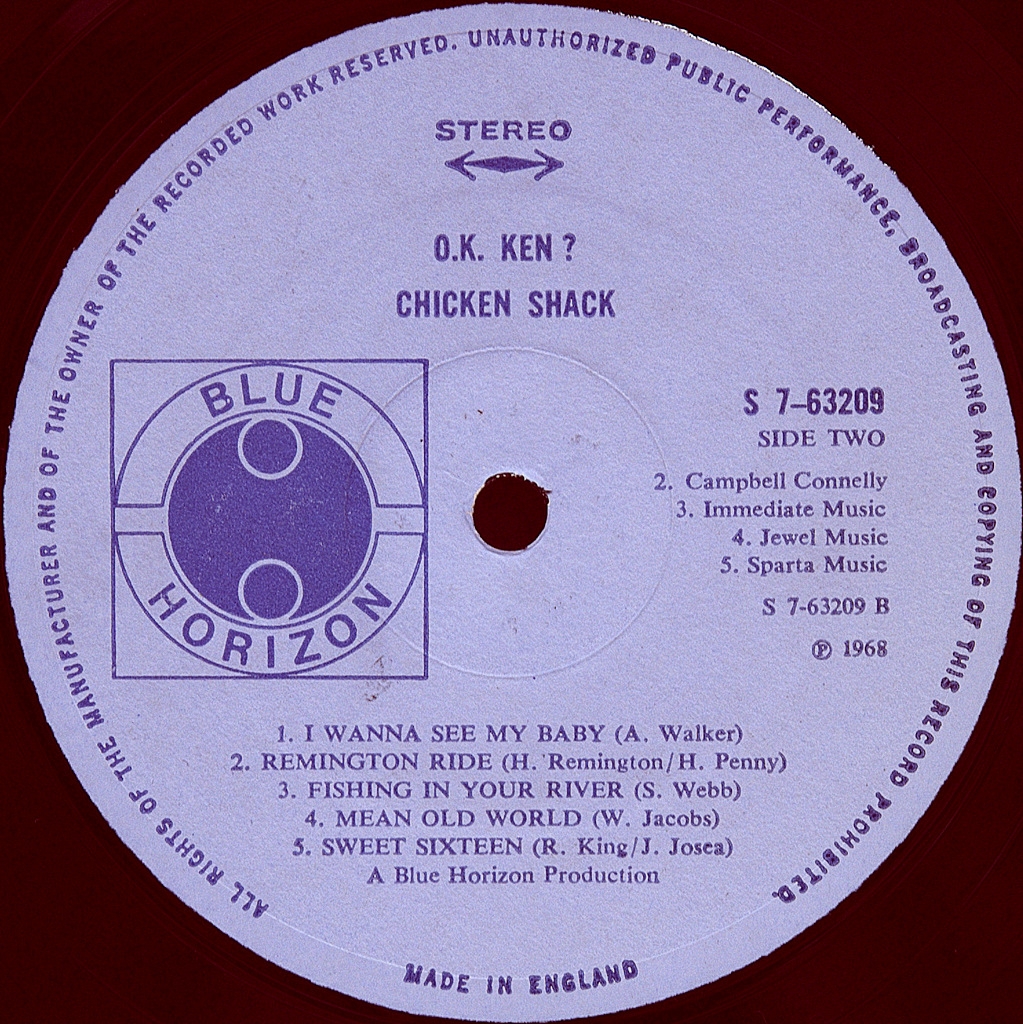 ALL RIGHTS OF THE MANUFACTURER AND OF THE OWNER OF THE RECORDED WORK RESERVED. UNAUTHORIZED PUBLIC PERFORMANCE, BROADCASTING AND COPYING OF THIS RECORD PROHIBITED.
STEREO
O.K. KEN ?
CHICKEN SHACK
BLUE
HORIZON
S 7–63209
SIDE TWO
2. Campbell Connelly
3. Immediate Music
4. Jewel Music
5. Sparta Music
S 7-63209 B
℗ 1968
1. I WANNA SEE MY BABY (A. Walker)
2. REMINGTON RIDE (H. Remington/H. Penny)
3. FISHING IN YOUR RIVER (S. Webb)
4. MEAN OLD WORLD (W. Jacobs)
5. SWEET SIXTEEN (R. King/J. Josea)
A Blue Horizon Production
MADE IN ENGLAND